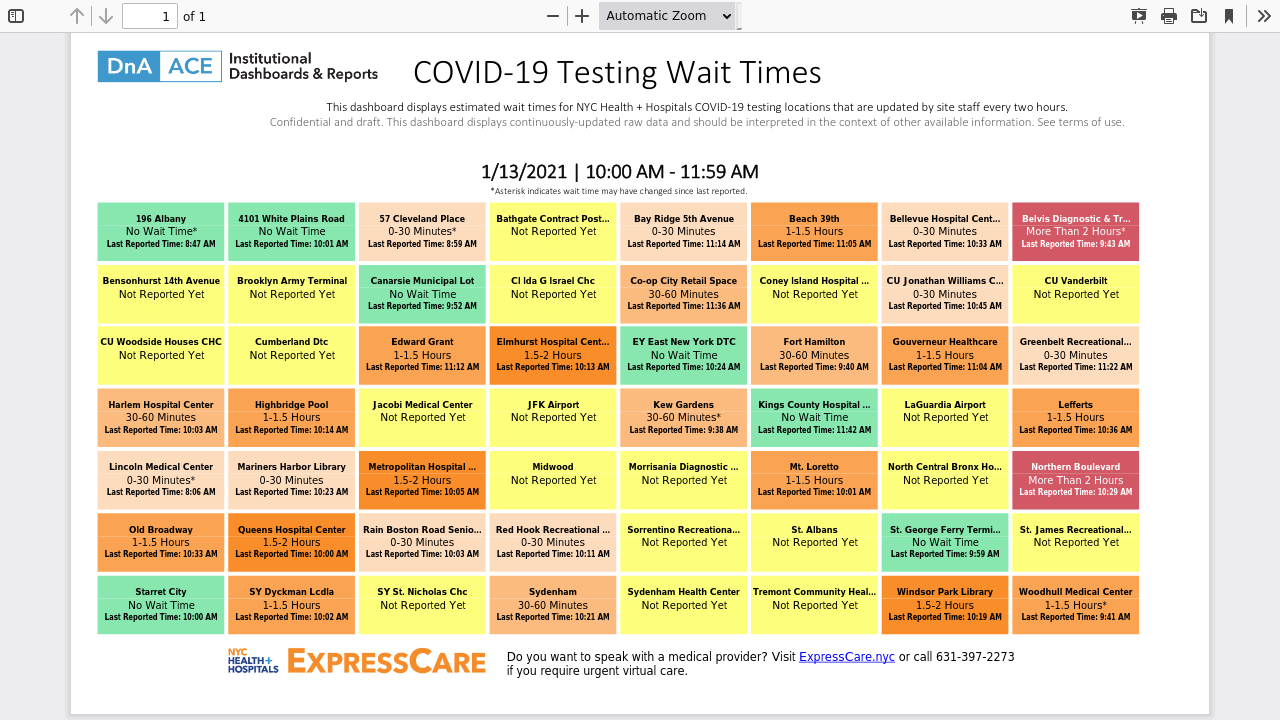 1 of 1
Automatic Zoom
DnA ACE Institutional Dashboards & Reports
COVID-19 Testing Wait Times
This dashboard displays estimated wait times for NYC Health + Hospitals COVID-19 testing locations that are updated by site staff every two hours.
Confidential and draft. This dashboard displays continuously-updated raw data and should be interpreted in the context of other available information. See terms of use.
1/13/2021 | 10:00 AM - 11:59 AM
*Asterisk indicates wait time may have changed since last reported.
196 Albany
No Wait Time*
Last Reported Time: 8:47 AM
4101 White Plains Road
No Wait Time
Last Reported Time: 10:01 AM
57 Cleveland Place
0-30 Minutes*
Last Reported Time: 8:59 AM
Bathgate Contract Post...
Not Reported Yet
Bay Ridge 5th Avenue
0-30 Minutes
Last Reported Time: 11:14 AM
Beach 39th
1-1.5 Hours
Last Reported Time: 11:05 AM
Bellevue Hospital Cent...
0-30 Minutes
Last Reported Time: 10:33 AM
Belvis Diagnostic & Tr...
More Than 2 Hours*
Last Reported Time: 9:43 AM
Bensonhurst 14th Avenue
Not Reported Yet
Brooklyn Army Terminal
Not Reported Yet
Canarsie Municipal Lot
No Wait Time
Last Reported Time: 9:52 AM
Cl Ida G Israel Chc
Not Reported Yet
Co-op City Retail Space
30-60 Minutes
Last Reported Time: 11:36 AM
Coney Island Hospital ...
Not Reported Yet
CU Jonathan Williams C...
0-30 Minutes
Last Reported Time: 10:45 AM
CU Vanderbilt
Not Reported Yet
CU Woodside Houses CHC
Not Reported Yet
Cumberland Dtc
Not Reported Yet
Edward Grant
1-1.5 Hours
Last Reported Time: 11:12 AM
Elmhurst Hospital Cent...
1.5-2 Hours
Last Reported Time: 10:13 AM
EY East New York DTC
No Wait Time
Last Reported Time: 10:24 AM
Fort Hamilton
30-60 Minutes
Last Reported Time: 9:40 AM
Gouverneur Healthcare
1-1.5 Hours
Last Reported Time: 11:04 AM
Greenbelt Recreational...
0-30 Minutes
Last Reported Time: 11:22 AM
Harlem Hospital Center
30-60 Minutes
Last Reported Time: 10:03 AM
Highbridge Pool
1-1.5 Hours
Last Reported Time: 10:14 AM
Jacobi Medical Center
Not Reported Yet
JFK Airport
Not Reported Yet
Kew Gardens
30-60 Minutes*
Last Reported Time: 9:38 AM
Kings County Hospital ...
No Wait Time
Last Reported Time: 11:42 AM
LaGuardia Airport
Not Reported Yet
Lefferts
1-1.5 Hours
Last Reported Time: 10:36 AM
Lincoln Medical Center
0-30 Minutes*
Last Reported Time: 8:06 AM
Mariners Harbor Library
0-30 Minutes
Last Reported Time: 10:23 AM
Metropolitan Hospital ...
1.5-2 Hours
Last Reported Time: 10:05 AM
Midwood
Not Reported Yet
Morrisania Diagnostic ...
Not Reported Yet
Mt. Loretto
1-1.5 Hours
Last Reported Time: 10:01 AM
North Central Bronx Ho...
Not Reported Yet
Northern Boulevard
More Than 2 Hours
Last Reported Time: 10:29 AM
Old Broadway
1-1.5 Hours
Last Reported Time: 10:33 AM
Queens Hospital Center
1.5-2 Hours
Last Reported Time: 10:00 AM
Rain Boston Road Senio...
0-30 Minutes
Last Reported Time: 10:03 AM
Red Hook Recreational ...
0-30 Minutes
Last Reported Time: 10:11 AM
Sorrentino Recreationa...
Not Reported Yet
St. Albans
Not Reported Yet
St. George Ferry Termi...
No Wait Time
Last Reported Time: 9:59 AM
St. James Recreational...
Not Reported Yet
Starret City
No Wait Time
Last Reported Time: 10:00 AM
SY Dyckman Lcdla
1-1.5 Hours
Last Reported Time: 10:02 AM
SY St. Nicholas Chc
Not Reported Yet
Sydenham
30-60 Minutes
Last Reported Time: 10:21 AM
Sydenham Health Center
Not Reported Yet
Tremont Community Heal...
Not Reported Yet
Windsor Park Library
1.5-2 Hours
Last Reported Time: 10:19 AM
Woodhull Medical Center
1-1.5 Hours*
Last Reported Time: 9:41 AM
NYC
HEALTH+
HOSPITALS
EXPRESSCARE
Do you want to speak with a medical provider? Visit ExpressCare.nyc or call 631-397-2273
if you require urgent virtual care.